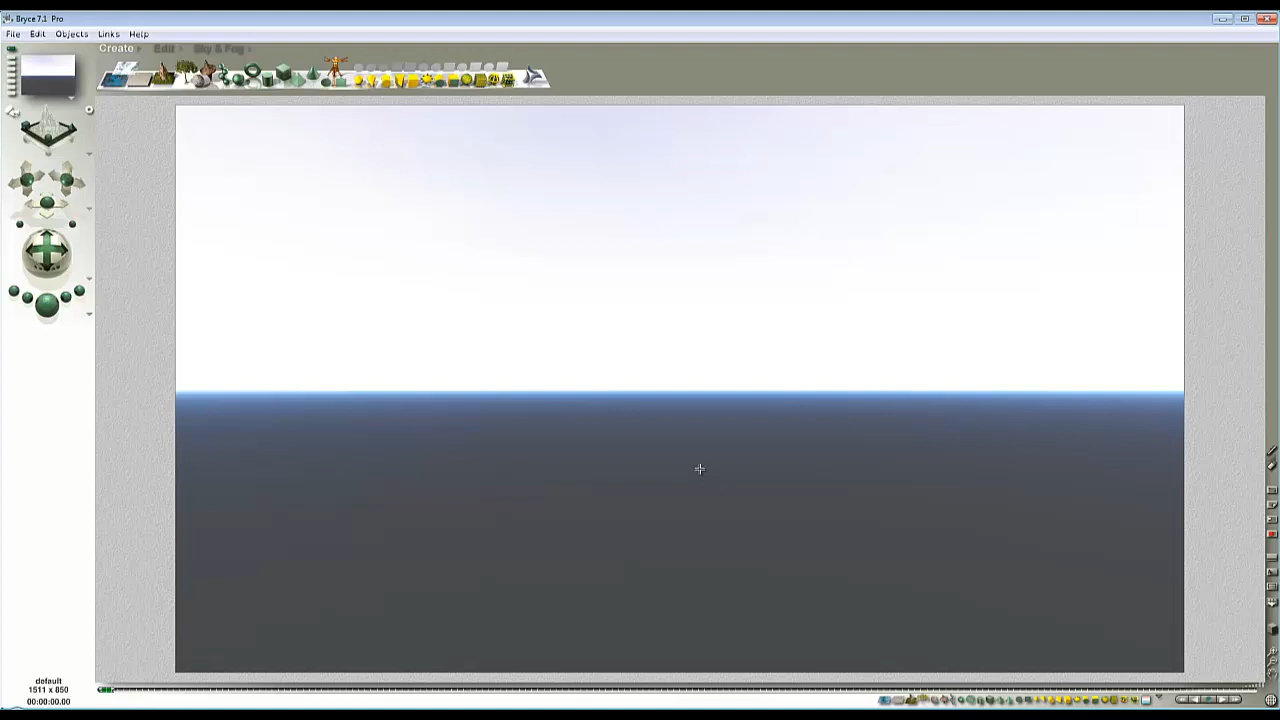 Bryce 7.1 Pro
File Edit Objects Links Help
Create Edit Sky & Fog
default
1511 x 850
00:00:00.00